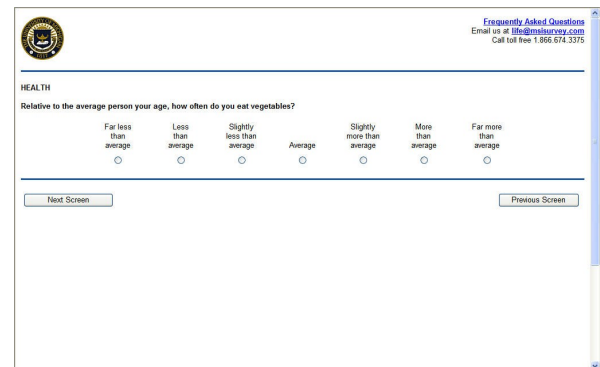 Frequently Asked Questions
Email us at life@msisurvey.com
Call toll free 1.866.674.3375
HEALTH
Relative to the average person your age, how often do you eat vegetables?
Far less than average
Less than average
Slightly less than average
Average
Slightly more than average
More than average
Far more than average
Next Screen
Previous Screen